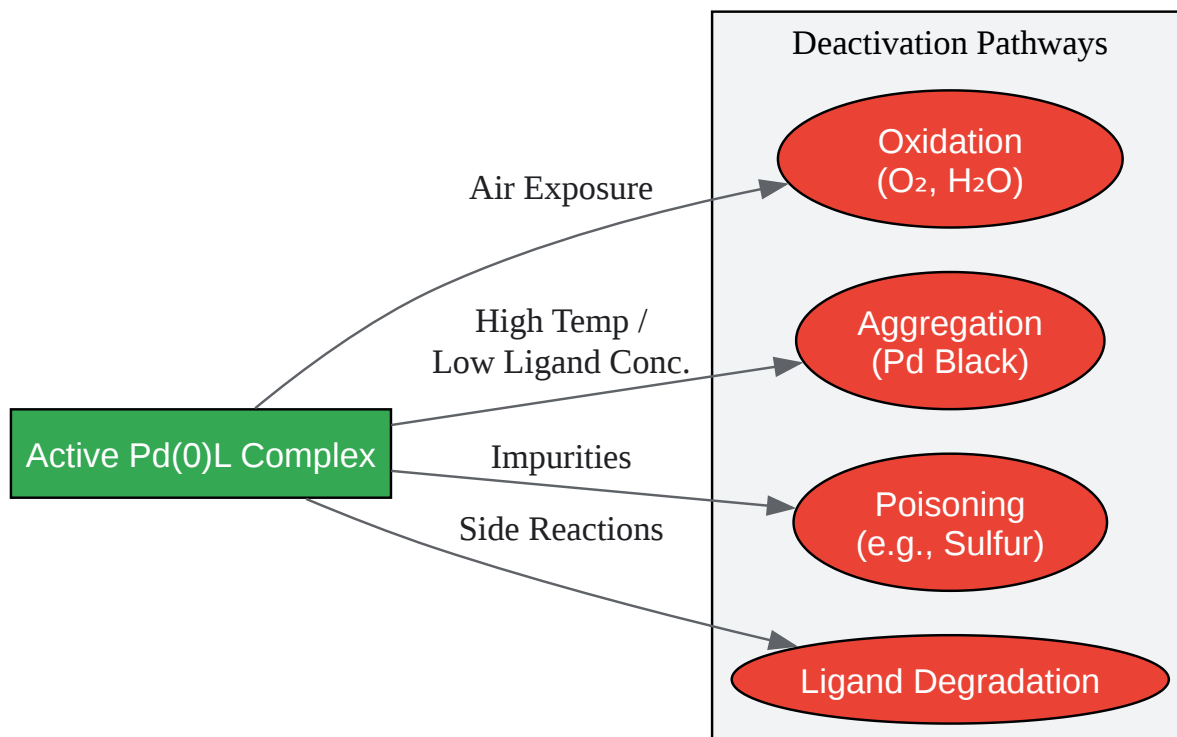 Deactivation Pathways
Oxidation
(O₂, H₂O)
Air Exposure
High Temp /
Low Ligand Conc.
Aggregation
(Pd Black)
Active Pd(0)L Complex
Impurities
Poisoning
(e.g., Sulfur)
Side Reactions
Ligand Degradation